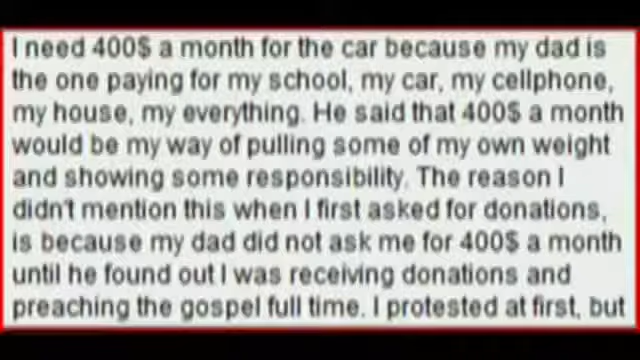 I need 400$ a month for the car because my dad is
the one paying for my school, my car, my cellphone,
my house, my everything. He said that 400$ a month
would be my way of pulling some of my own weight
and showing some responsibility. The reason I
didn't mention this when I first asked for donations,
is because my dad did not ask me for 400$ a month
until he found out I was receiving donations and
preaching the gospel full time. I protested at first, but